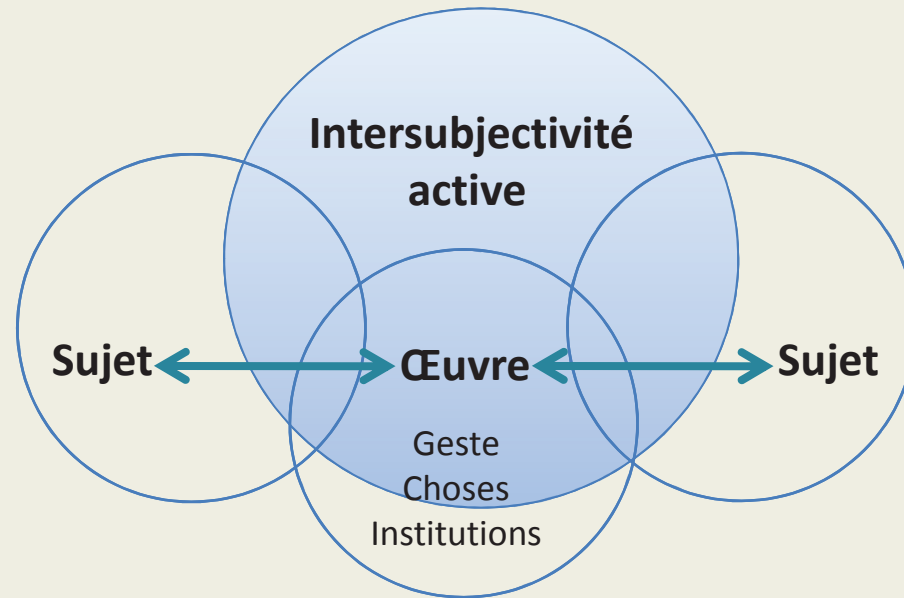 Intersubjectivité
active
Sujet
Œuvre
Sujet
Geste
Choses
Institutions